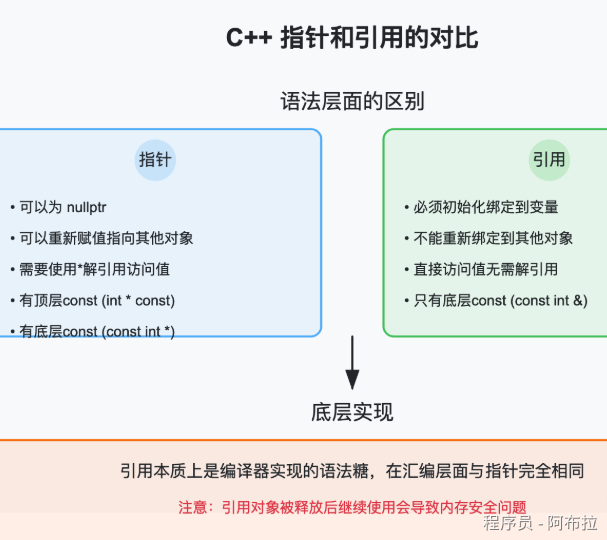 C++ 指针和引用的对比
语法层面的区别
指针
• 可以为 nullptr
• 可以重新赋值指向其他对象
• 需要使用*解引用访问值
• 有顶层const (int * const)
• 有底层const (const int *)
引用
• 必须初始化绑定到变量
• 不能重新绑定到其他对象
• 直接访问值无需解引用
• 只有底层const (const int &)
底层实现
引用本质上是编译器实现的语法糖，在汇编层面与指针完全相同
注意：引用对象被释放后继续使用会导致内存安全问题
程序员 - 阿布拉